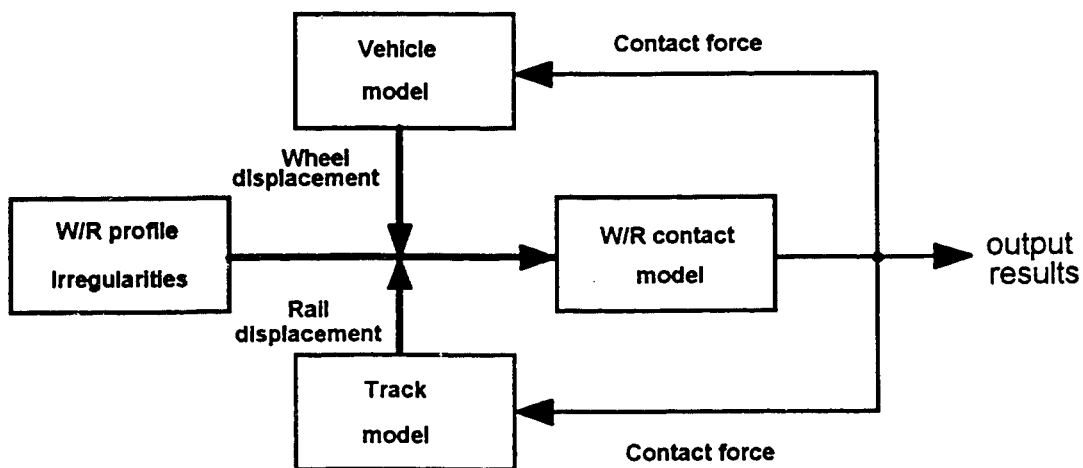 Vehicle
model
Contact force
Wheel
displacement
W/R profile
Irregularities
W/R contact
model
output
results
Rail
displacement
Track
model
Contact force